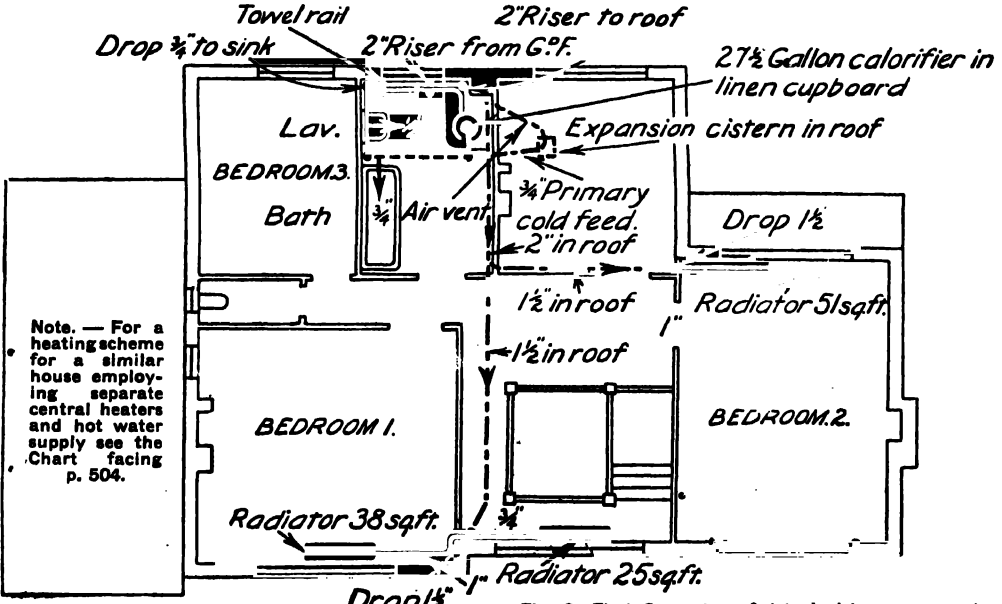 Towel rail
2" Riser to roof
Drop ¾" to sink
2" Riser from G.F.
27½ Gallon calorifier in
linen cupboard
Lav.
Expansion cistern in roof
BEDROOM.3.
¾"
Air vent
¾" Primary
cold feed.
Bath
Drop 1½
2" in roof
1½" in roof
Radiator 51 sq.ft.
1"
Note. — For a
heating scheme
for a similar
house employ-
ing separate
central heaters
and hot water
supply see the
Chart facing
p. 504.
1½" in roof
BEDROOM 1.
BEDROOM.2.
Radiator 38 sq.ft.
¾"
1"
Radiator 25 sq.ft.
Drop 1½"